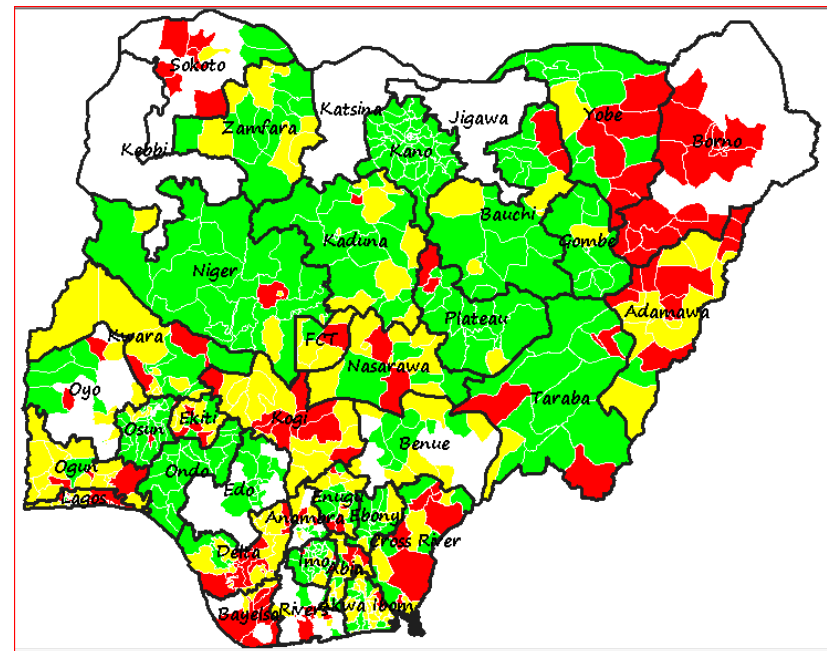 Sokoto
Katsina
Jigawa
Yobe
Borno
Zamfara
Kebbi
Kano
Bauchi
Kaduna
Gombe
Niger
Adamawa
Plateau
Kwara
FCT
Nasarawa
Oyo
Taraba
Kogi
Ekiti
Osun
Benue
Ogun
Ondo
Edo
Lagos
Enugu
Ebony
Anambra
Cross River
Delta
Imo
Abia
Bayelsa
Rivers
Akwa Ibom